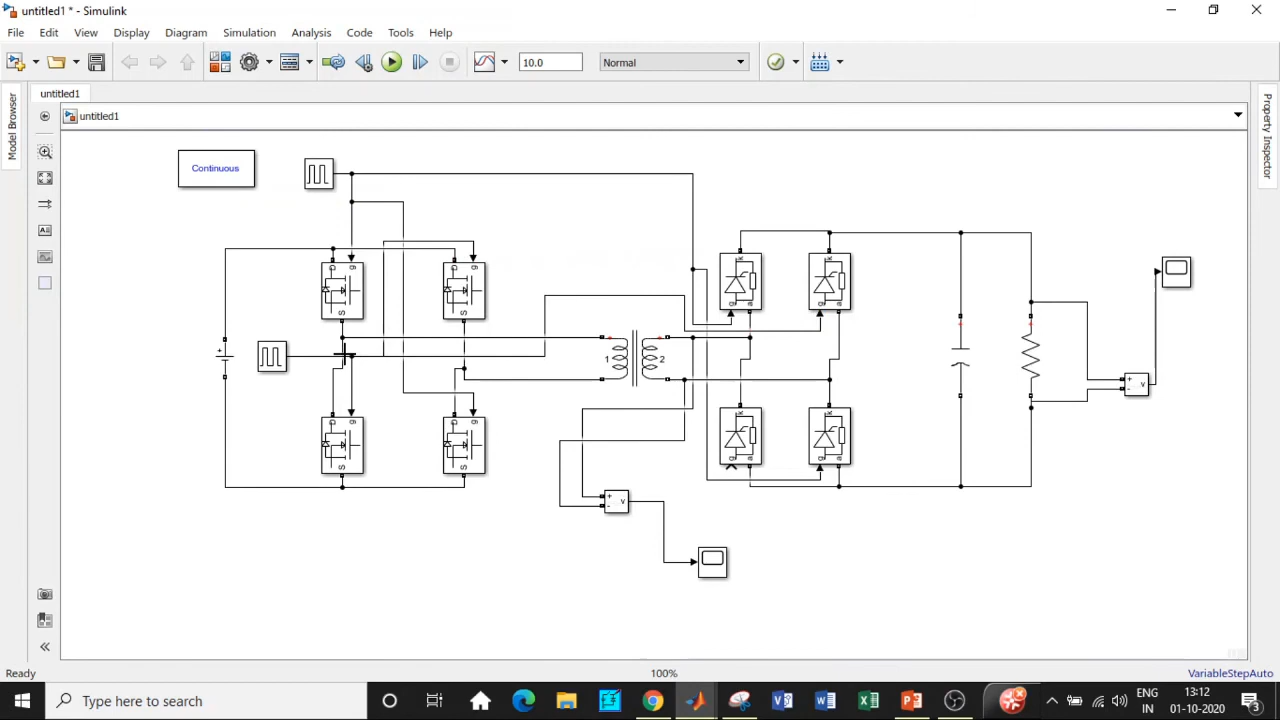 untitled1 * - Simulink
File Edit View Display Diagram Simulation Analysis Code Tools Help
10.0
Normal
untitled1
untitled1
Model Browser
Property Inspector
Continuous
D g S
D g S
D g S
D g S
+
1
2
k g a
k g a
k g a
k g a
+ - v
+ - v
Ready
100%
VariableStepAuto
Type here to search
ENG
IN
13:12
01-10-2020
3